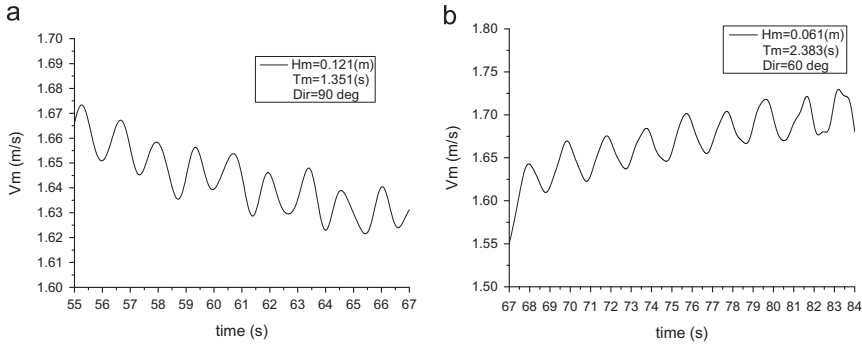 a
Vm (m/s)
1.70
1.69
1.68
1.67
1.66
1.65
1.64
1.63
1.62
1.61
1.60
Hm=0.121(m)
Tm=1.351(s)
Dir=90 deg
55 56 57 58 59 60 61 62 63 64 65 66 67
time (s)
b
Vm (m/s)
1.80
1.75
1.70
1.65
1.60
1.55
1.50
Hm=0.061(m)
Tm=2.383(s)
Dir=60 deg
67 68 69 70 71 72 73 74 75 76 77 78 79 80 81 82 83 84
time (s)